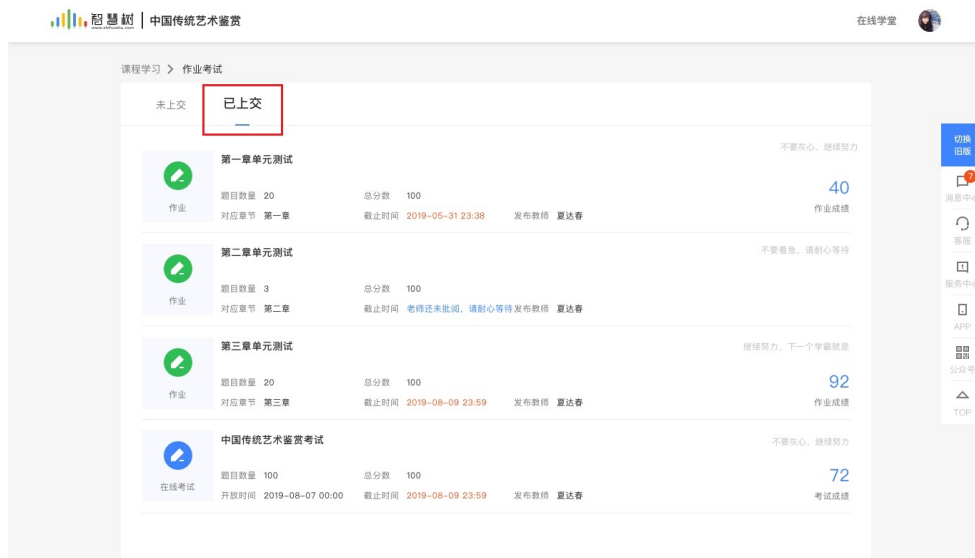 智慧树 中国传统艺术鉴赏 在线学堂
课程学习 > 作业考试
未上交 已上交
切换
旧版
7
消息中心
客服
服务中心
APP
公众号
TOP
第一章单元测试 不要灰心，继续努力
题目数量 20 总分数 100 40
作业 对应章节 第一章 截止时间 2019-05-31 23:38 发布教师 夏达春 作业成绩
第二章单元测试 不要着急，请耐心等待
题目数量 3 总分数 100
作业 对应章节 第二章 截止时间 老师还未批阅，请耐心等待 发布教师 夏达春
第三章单元测试 继续努力，下一个学霸就是
题目数量 20 总分数 100 92
作业 对应章节 第三章 截止时间 2019-08-09 23:59 发布教师 夏达春 作业成绩
中国传统艺术鉴赏考试 不要灰心，继续努力
题目数量 100 总分数 100 72
在线考试 开放时间 2019-08-07 00:00 截止时间 2019-08-09 23:59 发布教师 夏达春 考试成绩